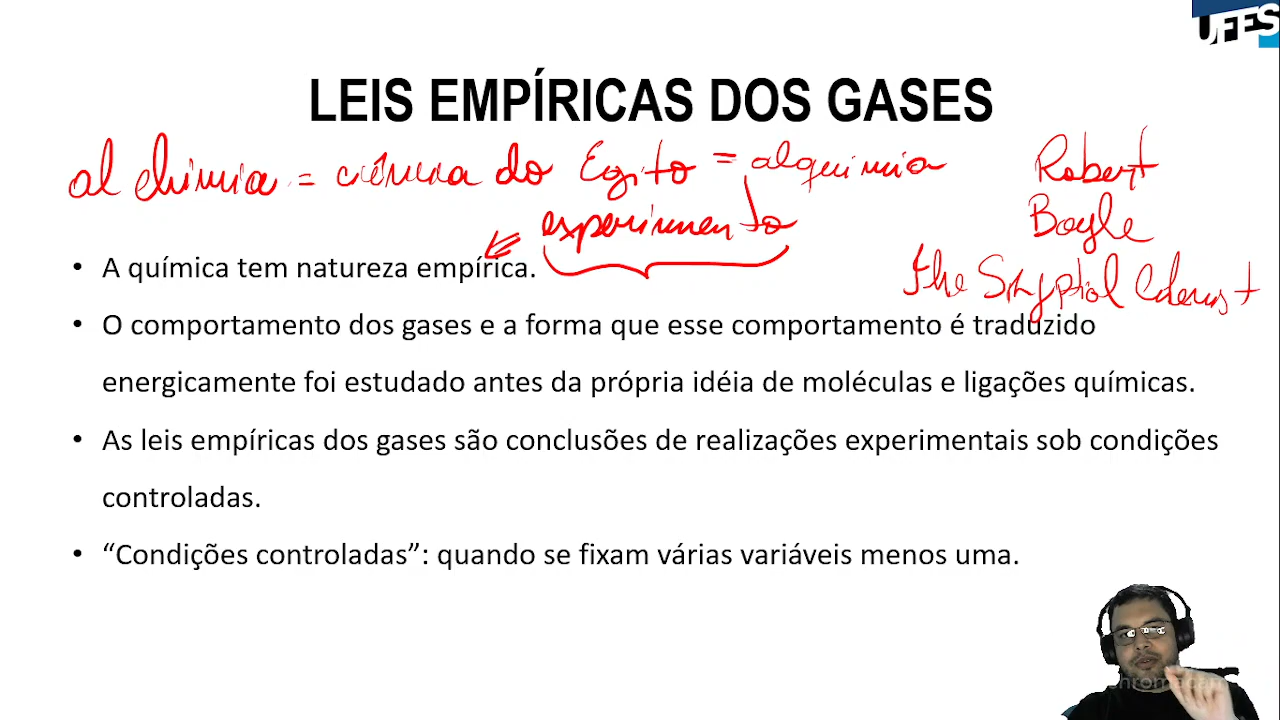 UFES
LEIS EMPÍRICAS DOS GASES
al chimia = ciência do Egito = alquimia
experimento
Robert
Boyle
the
• A química tem natureza empírica.
• O comportamento dos gases e a forma que esse comportamento é traduzido
energicamente foi estudado antes da própria idéia de moléculas e ligações químicas.
• As leis empíricas dos gases são conclusões de realizações experimentais sob condições
controladas.
• “Condições controladas”: quando se fixam várias variáveis menos uma.
chromacam